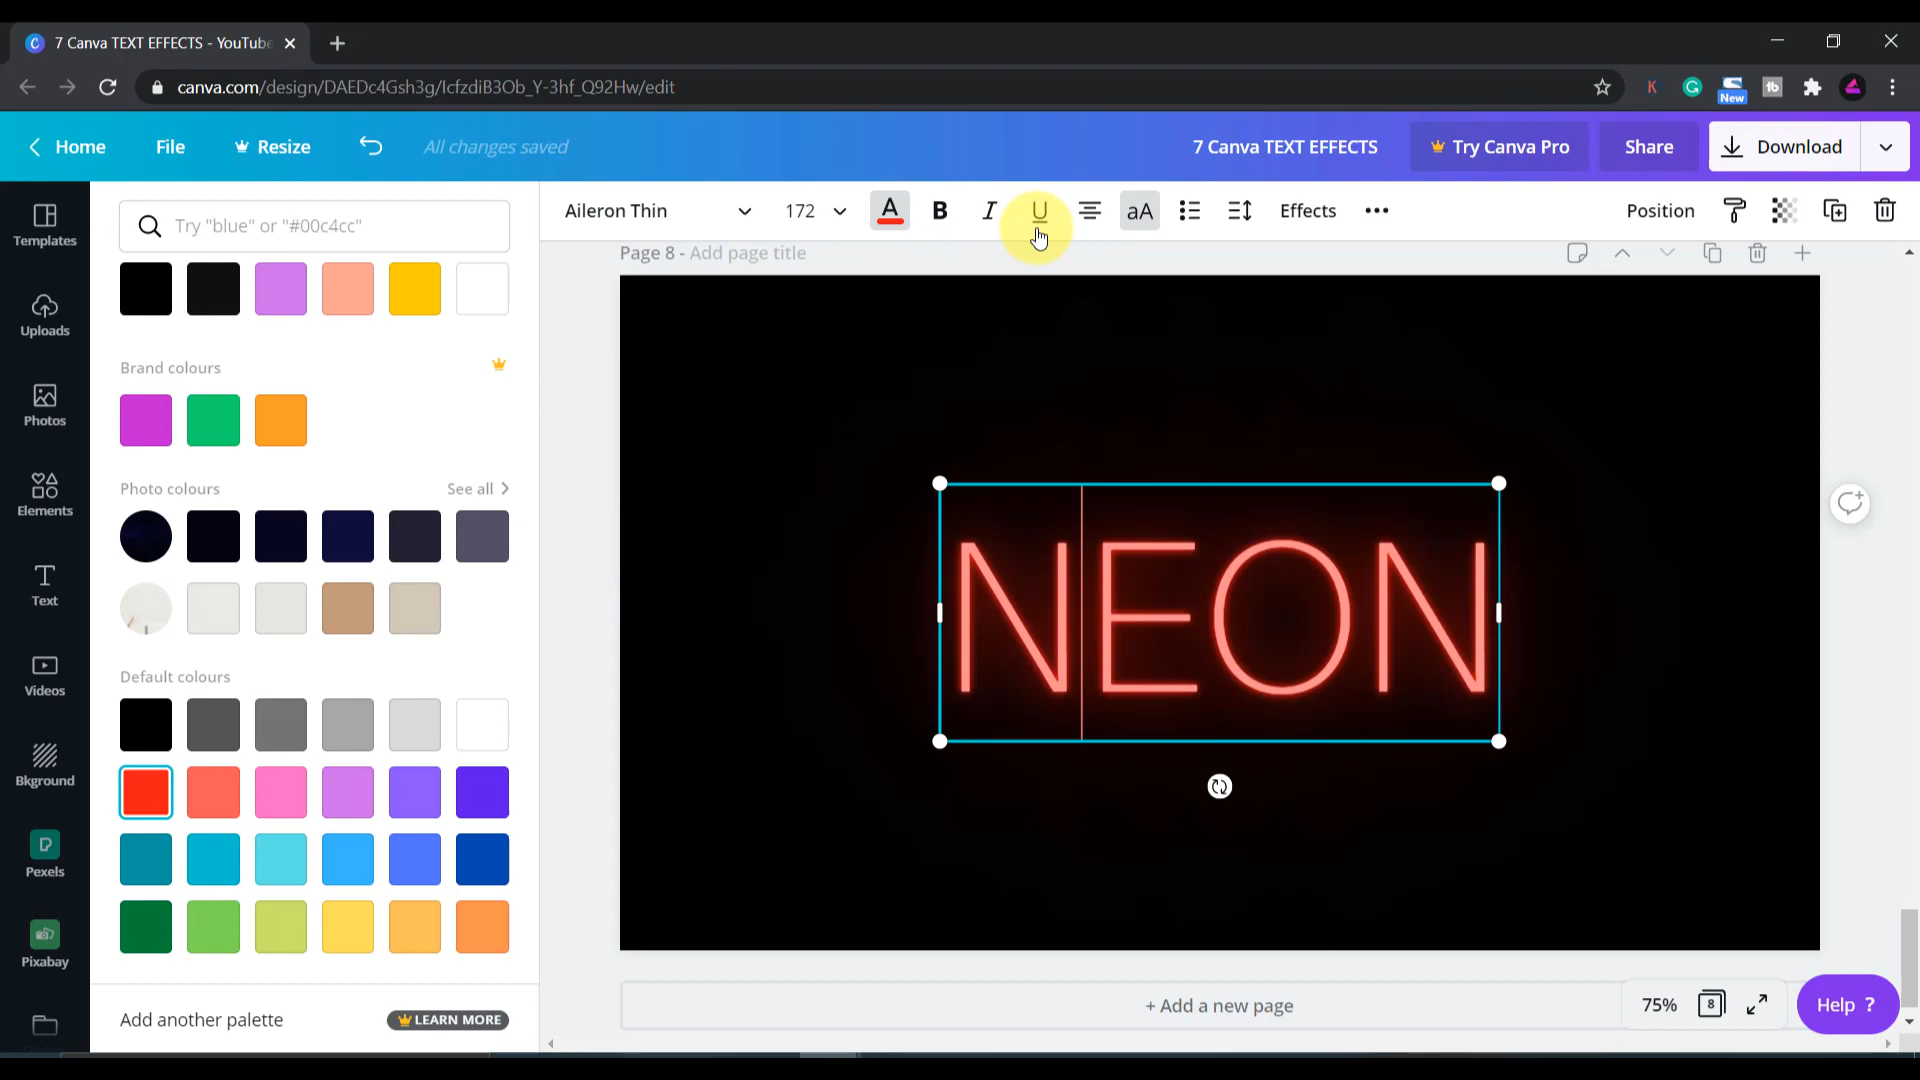 7 Canva TEXT EFFECTS - YouTube
canva.com/design/DAEDc4Gsh3g/IcfzdiB3Ob_Y-3hf_Q92Hw/edit
K
G
New
tb
Home
File
Resize
All changes saved
7 Canva TEXT EFFECTS
Try Canva Pro
Share
Download
Templates
Uploads
Photos
Elements
Text
Videos
Bkground
Pexels
Pixabay
Try "blue" or "#00c4cc"
Brand colours
Photo colours
See all
Default colours
Add another palette
LEARN MORE
Aileron Thin
172
A
B
I
U
aA
Effects
Position
Page 8 - Add page title
NEON
+ Add a new page
75%
8
Help ?